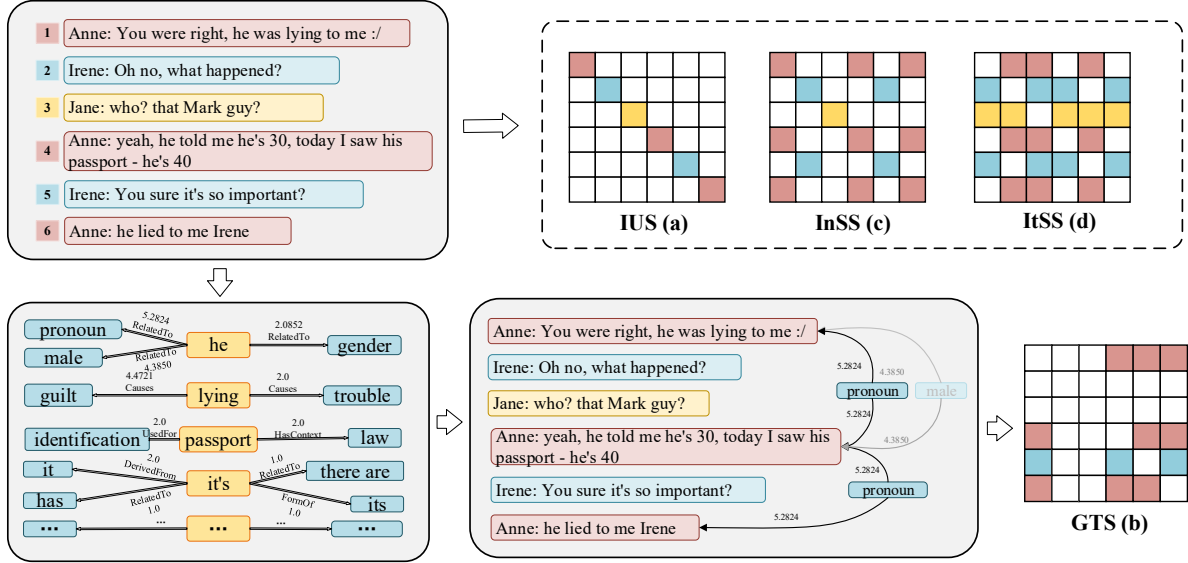 1 Anne: You were right, he was lying to me :/
2 Irene: Oh no, what happened?
3 Jane: who? that Mark guy?
4 Anne: yeah, he told me he's 30, today I saw his
passport - he's 40
5 Irene: You sure it's so important?
6 Anne: he lied to me Irene
IUS (a)
InSS (c)
ItSS (d)
pronoun
5.2824
RelatedTo
he
2.0852
RelatedTo
gender
male
RelatedTo
4.3850
guilt
4.4721
Causes
lying
2.0
Causes
trouble
identification
2.0
UsedFor
passport
2.0
HasContext
law
it
2.0
DerivedFrom
it's
1.0
RelatedTo
there are
has
RelatedTo
1.0
FormOf
1.0
its
...
...
...
...
...
Anne: You were right, he was lying to me :/
Irene: Oh no, what happened?
Jane: who? that Mark guy?
Anne: yeah, he told me he's 30, today I saw his
passport - he's 40
Irene: You sure it's so important?
Anne: he lied to me Irene
5.2824
4.3850
pronoun
male
5.2824
4.3850
5.2824
pronoun
5.2824
GTS (b)